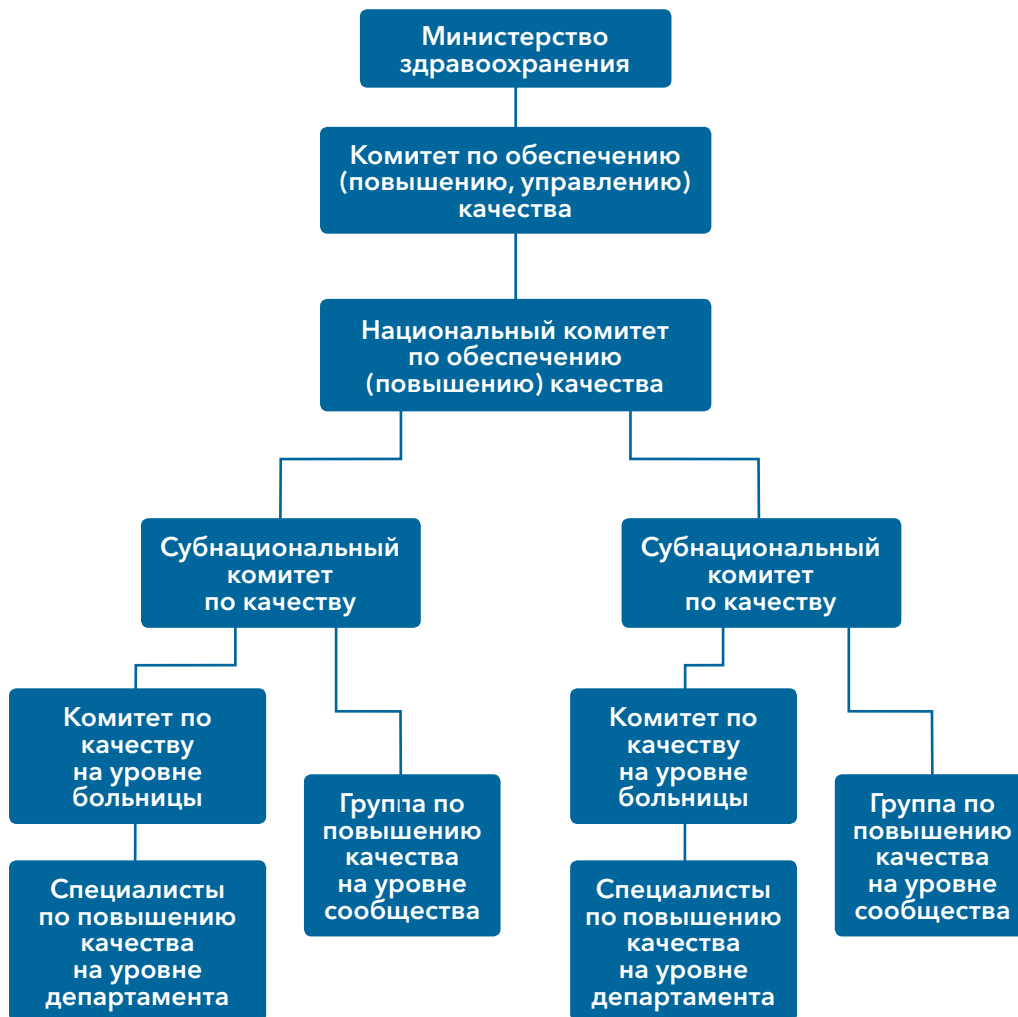 Министерство
здравоохранения
Комитет по обеспечению
(повышению, управлению)
качества
Национальный комитет
по обеспечению
(повышению) качества
Субнациональный
комитет
по качеству
Субнациональный
комитет
по качеству
Комитет по
качеству
на уровне
больницы
Группа по
повышению
качества
на уровне
сообщества
Комитет по
качеству
на уровне
больницы
Группа по
повышению
качества
на уровне
сообщества
Специалисты
по повышению
качества
на уровне
департамента
Специалисты
по повышению
качества
на уровне
департамента